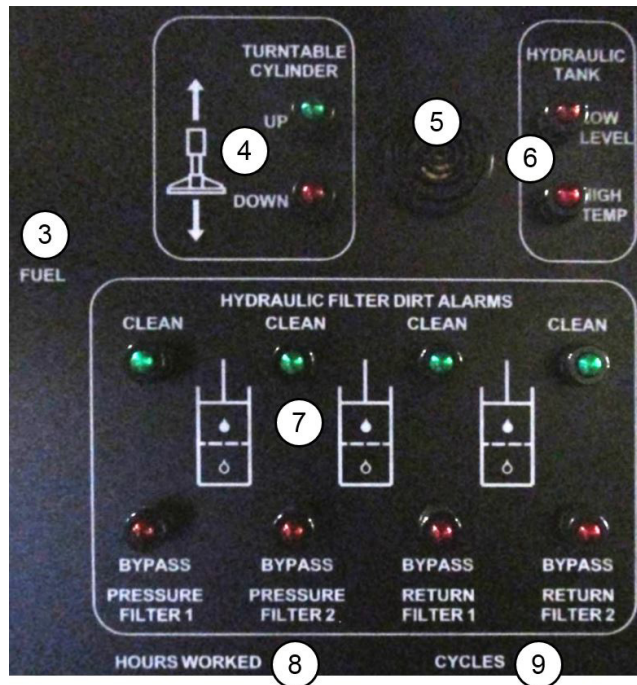 TURNTABLE
CYLINDER
UP
DOWN
4
5
HYDRAULIC
TANK
LOW
LEVEL
6
HIGH
TEMP
3
FUEL
HYDRAULIC FILTER DIRT ALARMS
CLEAN CLEAN CLEAN CLEAN
7
BYPASS BYPASS BYPASS BYPASS
PRESSURE PRESSURE RETURN RETURN
FILTER 1 FILTER 2 FILTER 1 FILTER 2
HOURS WORKED 8 CYCLES 9